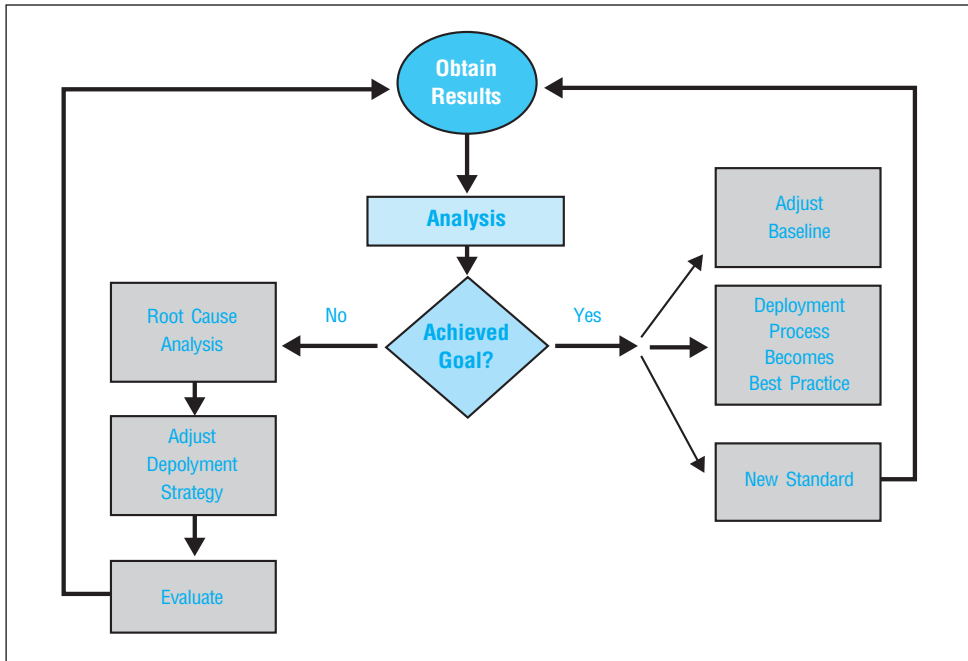 Obtain
Results
Analysis
Achieved
Goal?
No
Root Cause
Analysis
Adjust
Depolyment
Strategy
Evaluate
Yes
Adjust
Baseline
Deployment
Process
Becomes
Best Practice
New Standard